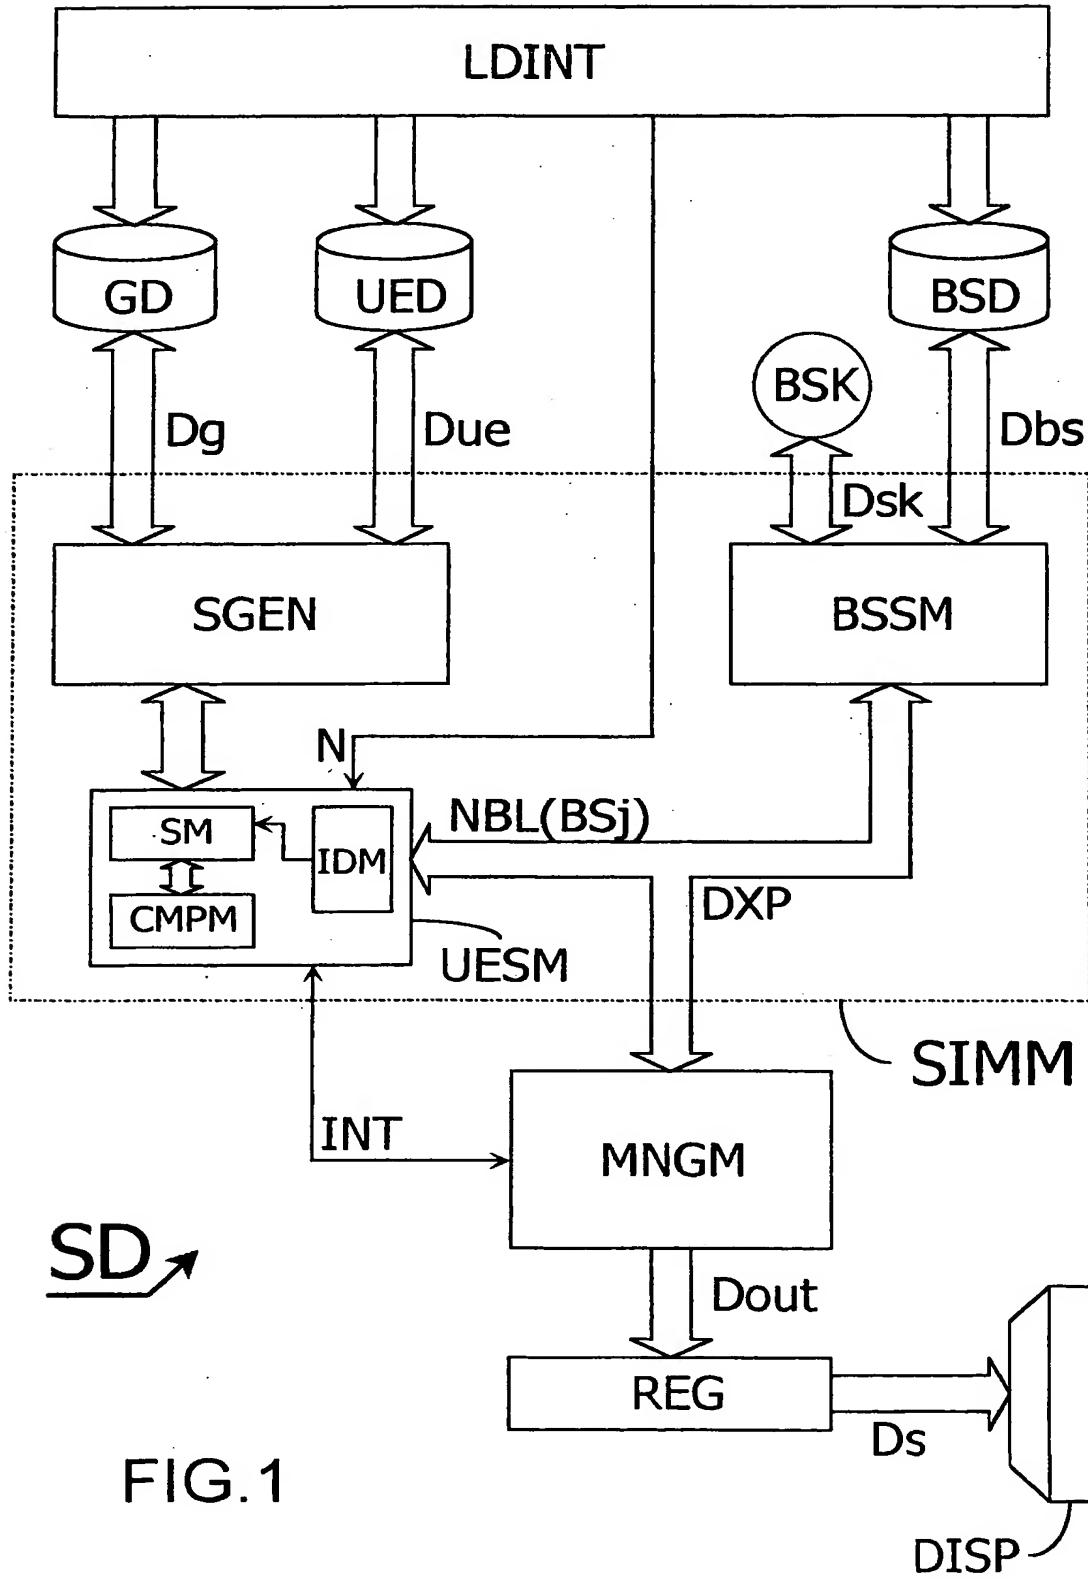 LDINT
GD
UED
BSD
BSK
Dg
Due
Dbs
Dsk
SGEN
BSSM
N
SM
IDM
NBL(BSj)
CMPM
DXP
UESM
SIMM
INT
MNGM
SD
Dout
REG
Ds
FIG.1
DISP